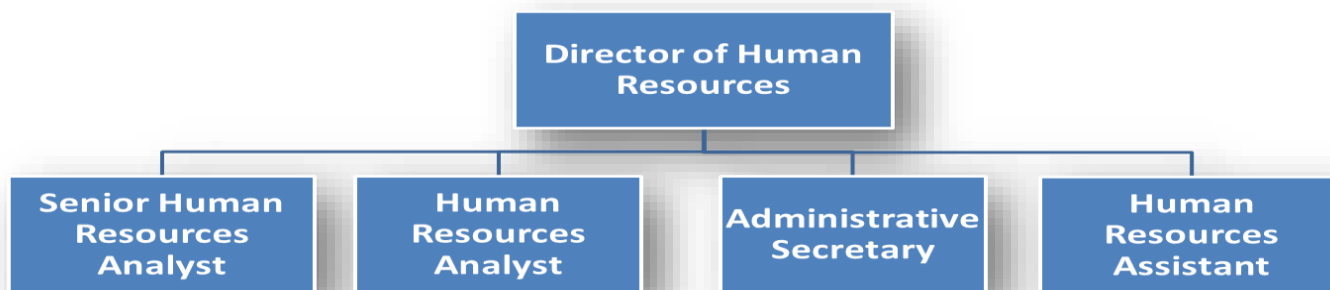 Director of Human
Resources
Senior Human
Resources
Analyst
Human
Resources
Analyst
Administrative
Secretary
Human
Resources
Assistant